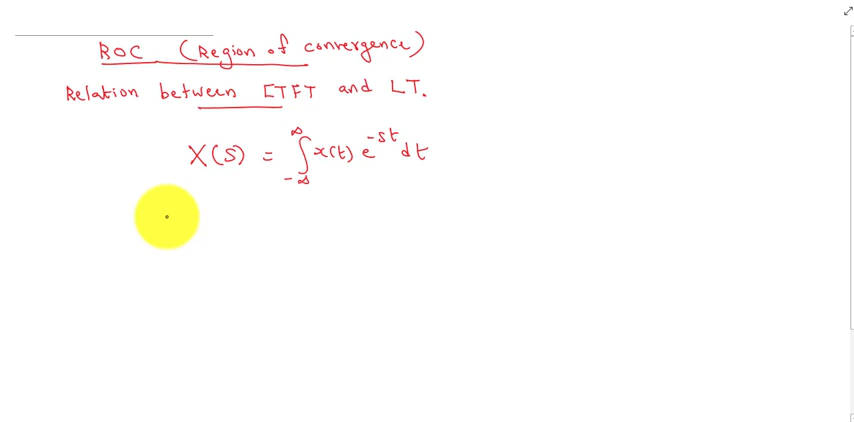 ROC (Region of convergence)
Relation between CTFT and LT.
X(S) = ∫_{-∞}^{∞} x(t) e^{-st} dt